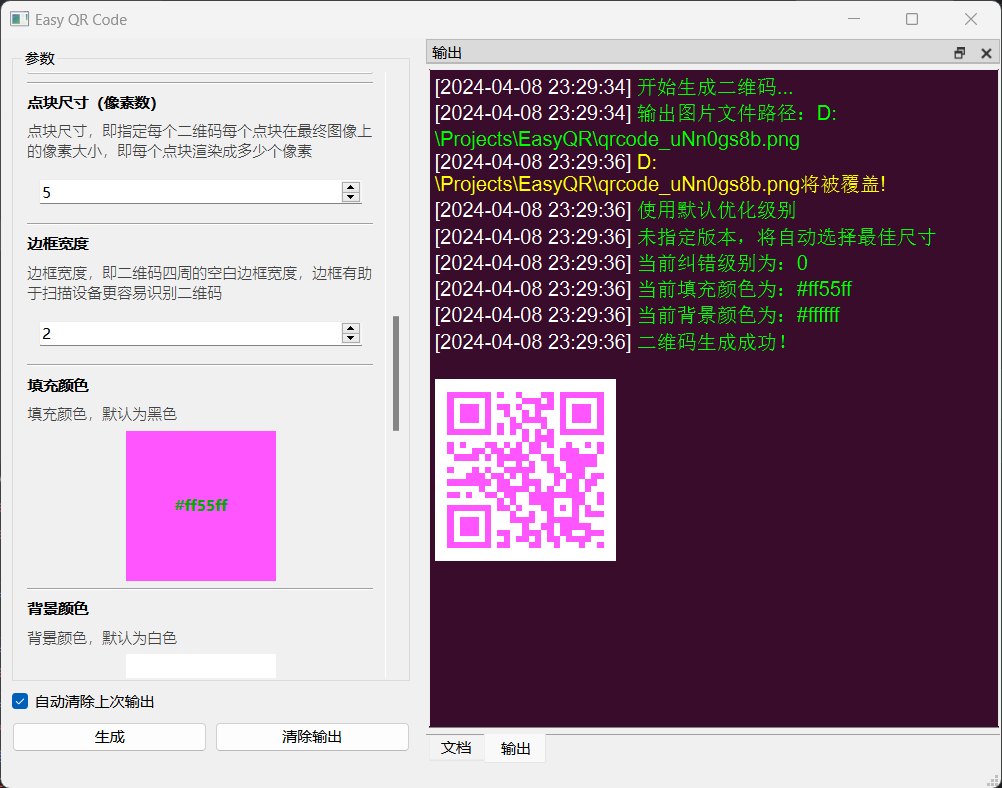 Easy QR Code
参数
点块尺寸（像素数）
点块尺寸，即指定每个二维码每个点块在最终图像上
的像素大小，即每个点块渲染成多少个像素
5
边框宽度
边框宽度，即二维码四周的空白边框宽度，边框有助
于扫描设备更容易识别二维码
2
填充颜色
填充颜色，默认为黑色
#ff55ff
背景颜色
背景颜色，默认为白色
自动清除上次输出
生成
清除输出
输出
[2024-04-08 23:29:34] 开始生成二维码...
[2024-04-08 23:29:34] 输出图片文件路径：D:
\Projects\EasyQR\qrcode_uNn0gs8b.png
[2024-04-08 23:29:36] D:
\Projects\EasyQR\qrcode_uNn0gs8b.png将被覆盖!
[2024-04-08 23:29:36] 使用默认优化级别
[2024-04-08 23:29:36] 未指定版本，将自动选择最佳尺寸
[2024-04-08 23:29:36] 当前纠错级别为：0
[2024-04-08 23:29:36] 当前填充颜色为：#ff55ff
[2024-04-08 23:29:36] 当前背景颜色为：#ffffff
[2024-04-08 23:29:36] 二维码生成成功！
文档
输出